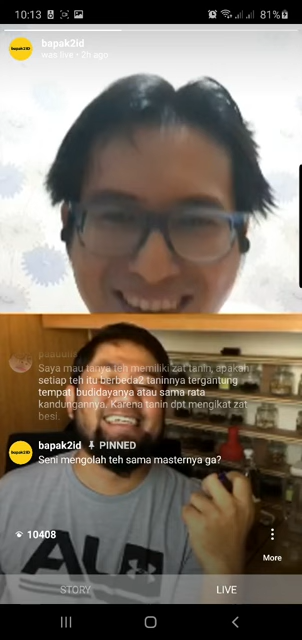 10:13
81%
bapak2id
bapak2id
was live • 2h ago
Saya mau tanya teh memiliki zat tanin, apakah
setiap teh itu berbeda2 taninnya tergantung
tempat budidayanya atau sama rata
kandungannya. Karena tanin dpt mengikat zat
besi.
bapak2id PINNED
bapak2id
Seni mengolah teh sama masternya ga?
10408
More
STORY
LIVE